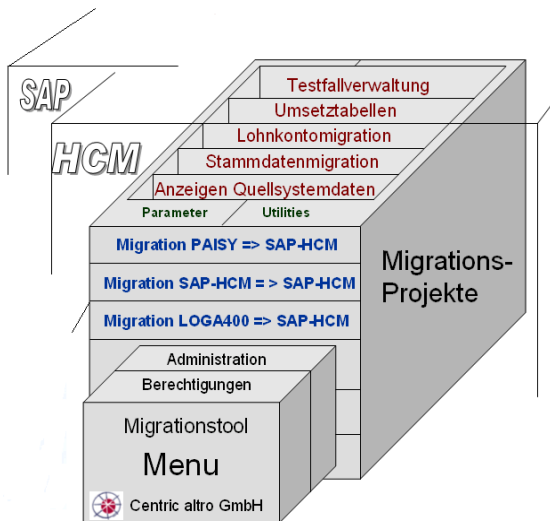 SAP
HCM
Testfallverwaltung
Umsetztabellen
Lohnkontomigration
Stammdatenmigration
Anzeigen Quellsystemdaten
Parameter Utilities
Migration PAISY => SAP-HCM
Migration SAP-HCM = > SAP-HCM
Migration LOGA400 => SAP-HCM
Migrations-
Projekte
Administration
Berechtigungen
Migrationstool
Menu
Centric altro GmbH